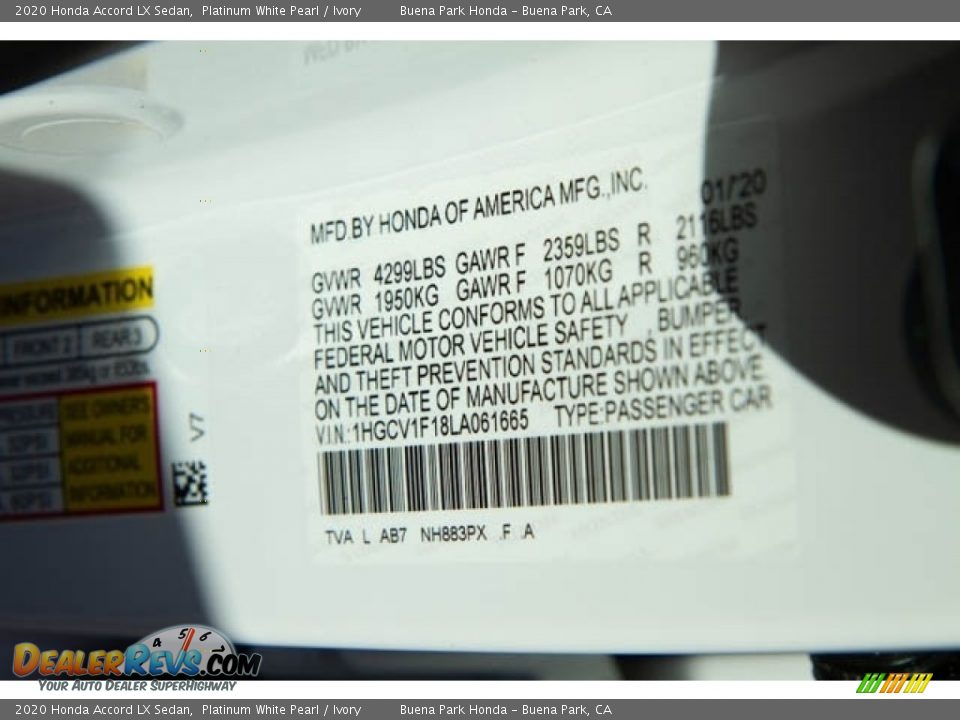 2020 Honda Accord LX Sedan, Platinum White Pearl / Ivory Buena Park Honda – Buena Park, CA
MFD.BY HONDA OF AMERICA MFG.,INC. 01/'20
GVWR 4299LBS GAWR F 2359LBS R 2116LBS
GVWR 1950KG GAWR F 1070KG R 960KG
THIS VEHICLE CONFORMS TO ALL APPLICABLE
FEDERAL MOTOR VEHICLE SAFETY , BUMPER
AND THEFT PREVENTION STANDARDS IN EFFECT
ON THE DATE OF MANUFACTURE SHOWN ABOVE
V.I.N.:1HGCV1F18LA061665 TYPE:PASSENGER CAR
TVA L AB7 NH883PX .F .A
INFORMATION
FRONT 2 REAR 3
PRESSURE SEE OWNER'S
MANUAL FOR
ADDITIONAL
INFORMATION
V7
4 5 6
DealerRevs.com
Your Auto Dealer SuperHighway
2020 Honda Accord LX Sedan, Platinum White Pearl / Ivory Buena Park Honda – Buena Park, CA